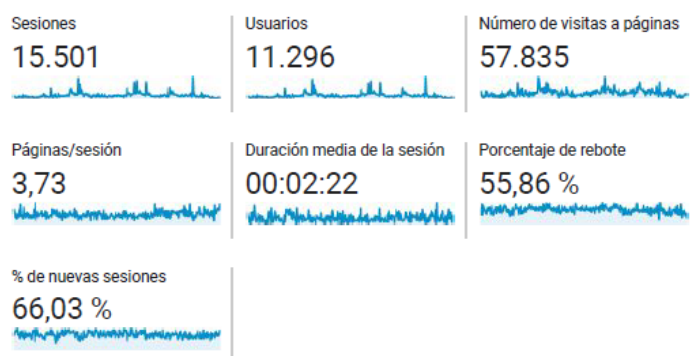 Sesiones
15.501
Usuarios
11.296
Número de visitas a páginas
57.835
Páginas/sesión
3,73
Duración media de la sesión
00:02:22
Porcentaje de rebote
55,86 %
% de nuevas sesiones
66,03 %